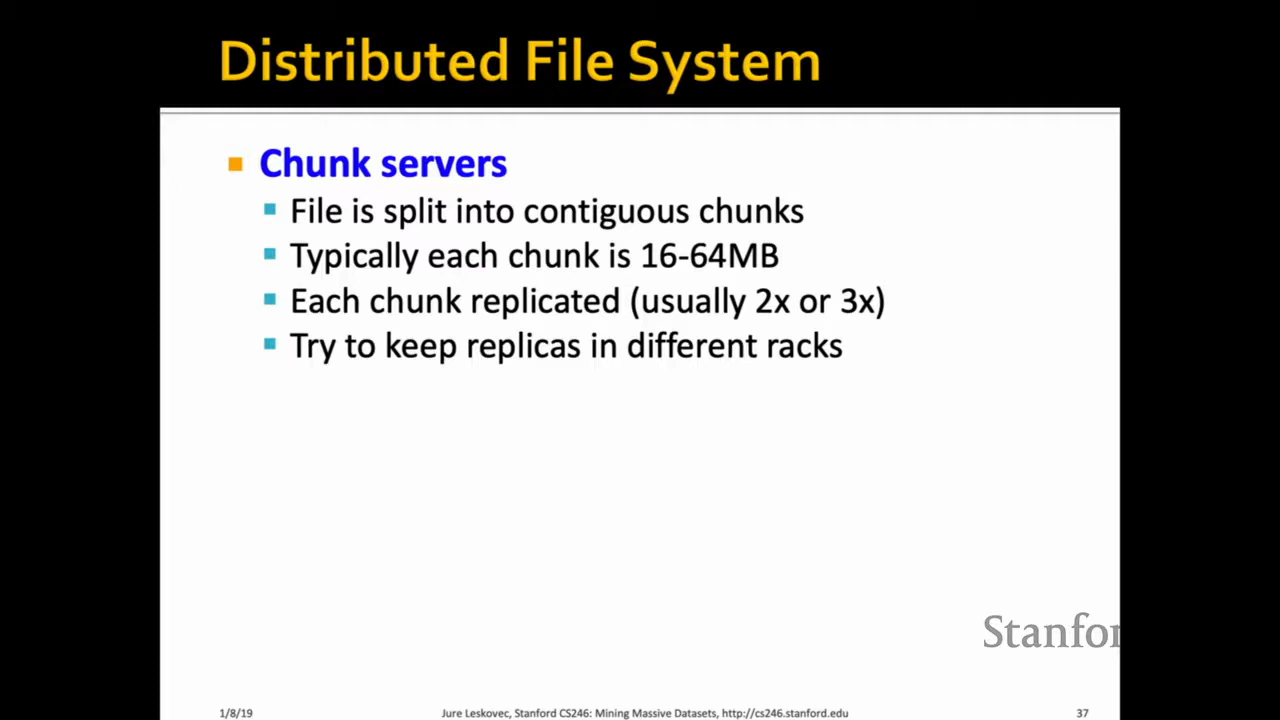 Distributed File System
Chunk servers
File is split into contiguous chunks
Typically each chunk is 16-64MB
Each chunk replicated (usually 2x or 3x)
Try to keep replicas in different racks
Stanfor
1/8/19
Jure Leskovec, Stanford CS246: Mining Massive Datasets, http://cs246.stanford.edu
37